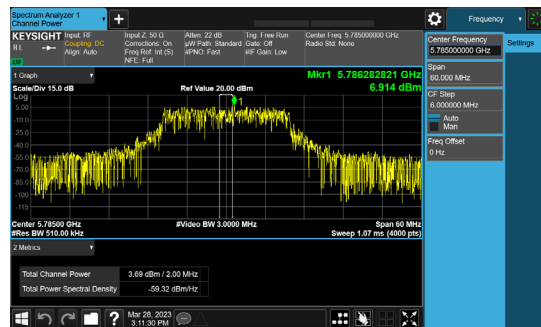 Spectrum Analyzer 1
Channel Power
+
Frequency
KEYSIGHT
RL
LW
Input: RF
Coupling: DC
Align: Auto
Input Z: 50 Ω
Corrections: On
Freq Ref: Int (S)
NFE: Full
Atten: 22 dB
µW Path: Standard
#PNO: Fast
Trig: Free Run
Gate: Off
#IF Gain: Low
Center Freq: 5.785000000 GHz
Radio Std: None
Center Frequency
5.785000000 GHz
Settings
Span
60.000 MHz
CF Step
6.000000 MHz
Auto
Man
Freq Offset
0 Hz
1 Graph
Mkr1 5.786282821 GHz
6.914 dBm
Scale/Div 15.0 dB
Ref Value 20.00 dBm
Log
1
5.00
-10.0
-25.0
-40.0
-55.0
-70.0
-85.0
-100
-115
Center 5.78500 GHz
#Video BW 3.0000 MHz
Span 60 MHz
#Res BW 510.00 kHz
Sweep 1.07 ms (4000 pts)
2 Metrics
Total Channel Power 3.69 dBm / 2.00 MHz
Total Power Spectral Density -59.32 dBm/Hz
?
Mar 28, 2023
3:11:30 PM